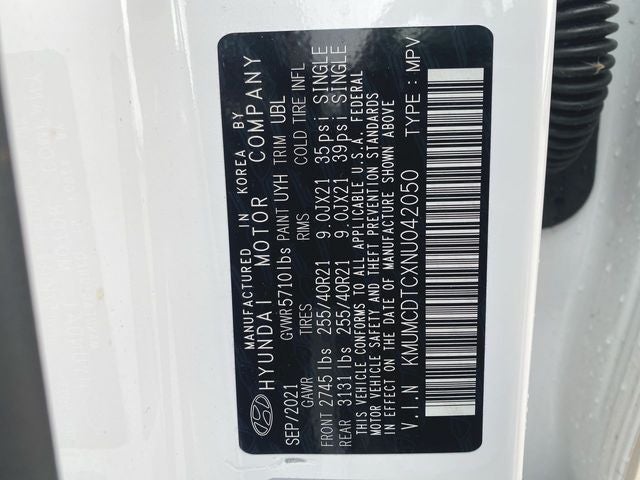 MANUFACTURED IN KOREA BY
HYUNDAI MOTOR COMPANY
SEP/2021 GVWR5710lbs PAINT UYH TRIM UBL
GAWR TIRES RIMS COLD TIRE INFL
FRONT 2745 lbs 255/40R21 9.0JX21 35psi SINGLE
REAR 3131 lbs 255/40R21 9.0JX21 39psi SINGLE
THIS VEHICLE CONFORMS TO ALL APPLICABLE U.S.A. FEDERAL
MOTOR VEHICLE SAFETY AND THEFT PREVENTION STANDARDS
IN EFFECT ON THE DATE OF MANUFACTURE SHOWN ABOVE
V.I.N KMUMCDTCXNU042050 TYPE : MPV